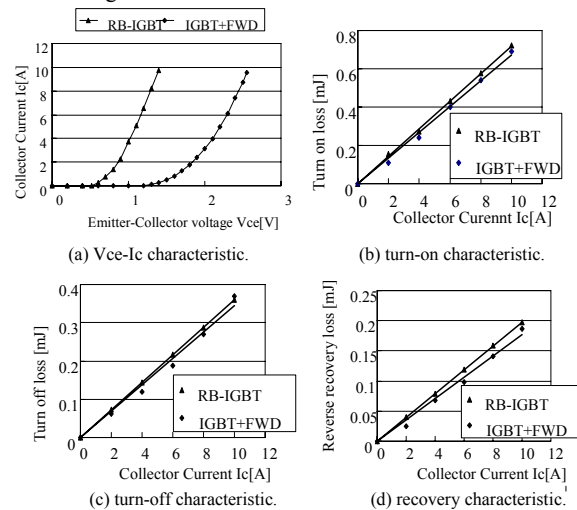 RB-IGBT IGBT+FWD
Collector Current Ic[A]
12
10
8
6
4
2
0
0 1 2 3
Emitter-Collector voltage Vce[V]
(a) Vce-Ic characteristic.
Turn on loss [mJ]
0.8
0.6
0.4
0.2
0
RB-IGBT
IGBT+FWD
0 2 4 6 8 10 12
Collector Curennt Ic[A]
(b) turn-on characteristic.
Turn off loss [mJ]
0.4
0.3
0.2
0.1
0
RB-IGBT
IGBT+FWD
0 2 4 6 8 10 12
Collector Current Ic[A]
(c) turn-off characteristic.
Reverse recovery loss [mJ]
0.25
0.2
0.15
0.1
0.05
0
RB-IGBT
IGBT+FWD
0 2 4 6 8 10 12
Collector Current Ic[A]
(d) recovery characteristic.